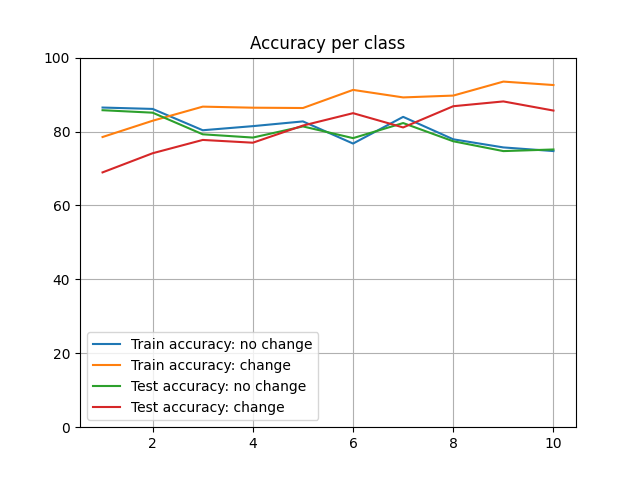 Accuracy per class
100
80
60
40
20
0
Train accuracy: no change
Train accuracy: change
Test accuracy: no change
Test accuracy: change
2 4 6 8 10